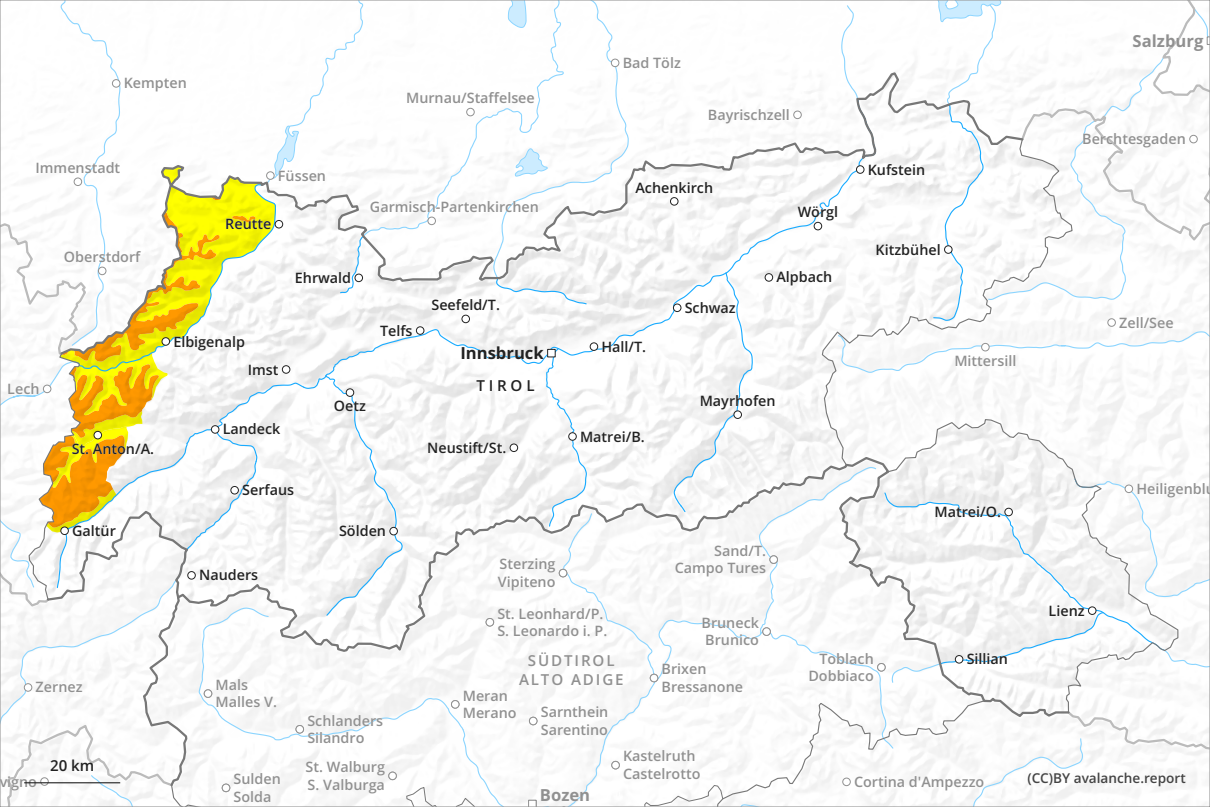 Salzburg
Bad Tölz
Kempten
Murnau/Staffelsee
Bayrischzell
Berchtesgaden
Immenstadt
Füssen
Kufstein
Achenkirch
Garmisch-Partenkirchen
Wörgl
Reutte
Kitzbühel
Oberstdorf
Ehrwald
Alpbach
Seefeld/T.
Schwaz
Zell/See
Telfs
Elbigenalp
Innsbruck
Hall/T.
Mittersill
Imst
TIROL
Lech
Oetz
Mayrhofen
Landeck
Matrei/B.
St. Anton/A.
Neustift/St.
Serfaus
Heiligenblu
Matrei/O.
Galtür
Sölden
Sand/T.
Campo Tures
Sterzing
Vipiteno
Nauders
Lienz
St. Leonhard/P.
S. Leonardo i. P.
Bruneck
Brunico
SÜDTIROL
ALTO ADIGE
Toblach
Dobbiaco
Sillian
Brixen
Bressanone
Zernez
Mals
Malles V.
Meran
Merano
Sarnthein
Sarentino
Schlanders
Silandro
Kastelruth
Castelrotto
20 km
St. Walburg
S. Valburga
vigno
Sulden
Solda
Cortina d'Ampezzo
(CC)BY avalanche.report
Bozen